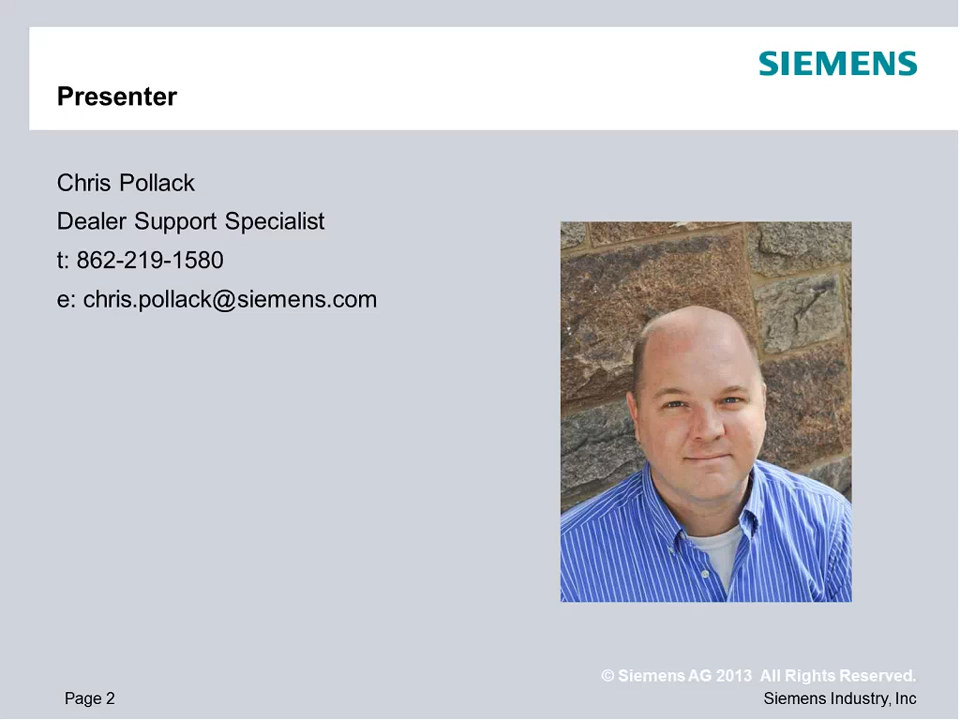 SIEMENS
Presenter
Chris Pollack
Dealer Support Specialist
t: 862-219-1580
e: chris.pollack@siemens.com
© Siemens AG 2013  All Rights Reserved.
Page 2
Siemens Industry, Inc